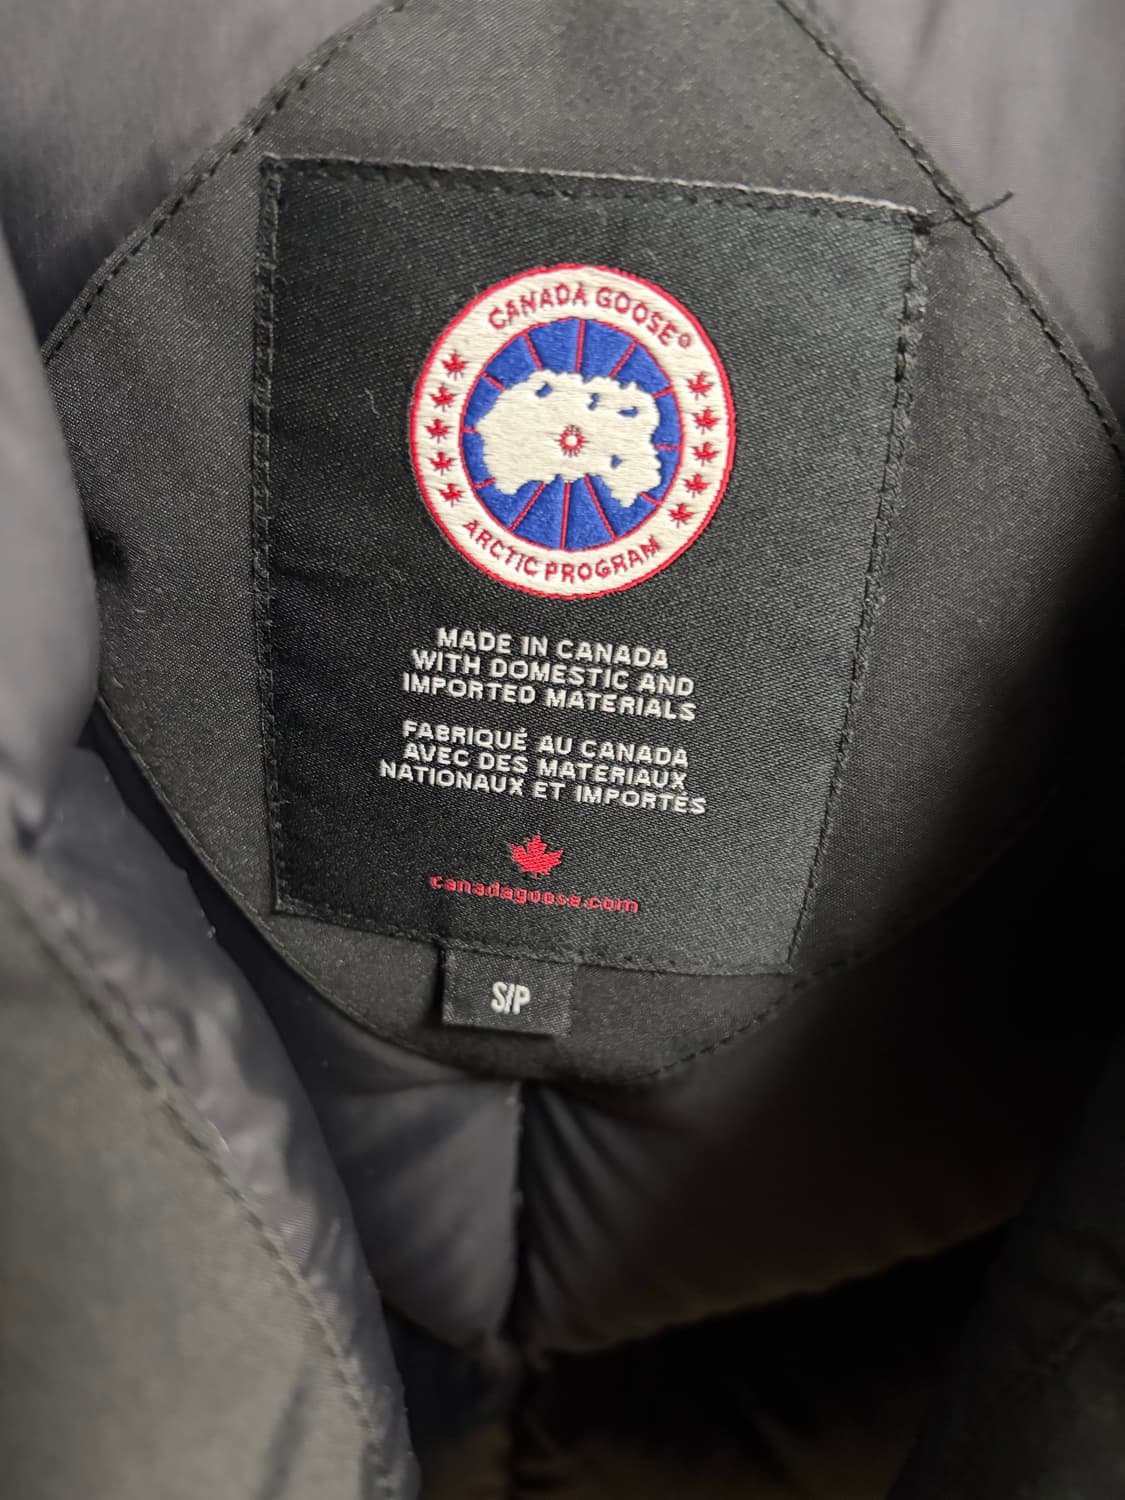 CANADA GOOSE®
ARCTIC PROGRAM
MADE IN CANADA
WITH DOMESTIC AND
IMPORTED MATERIALS
FABRIQUÉ AU CANADA
AVEC DES MATÉRIAUX
NATIONAUX ET IMPORTÉS
canadagoose.com
S/P